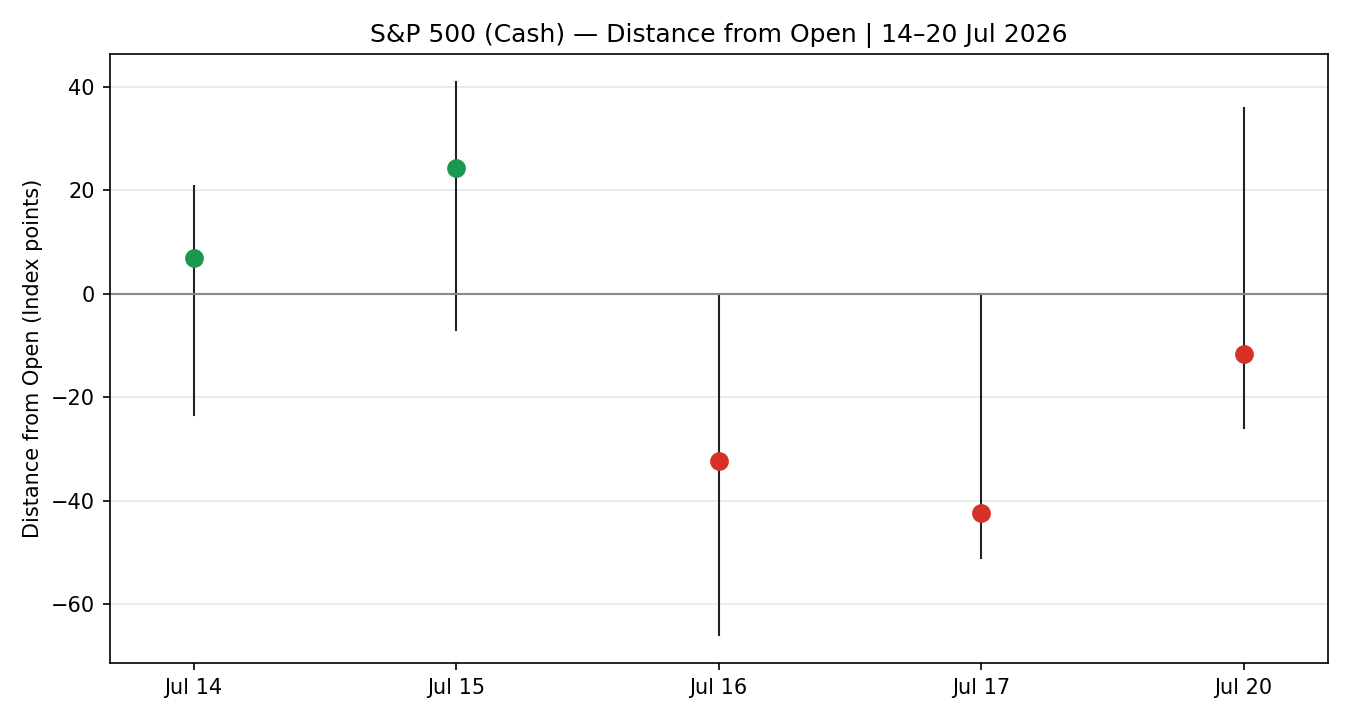 S&P 500 (Cash) — Distance from Open | 14–20 Jul 2026
Distance from Open (Index points)
40
20
0
−20
−40
−60
Jul 14
Jul 15
Jul 16
Jul 17
Jul 20